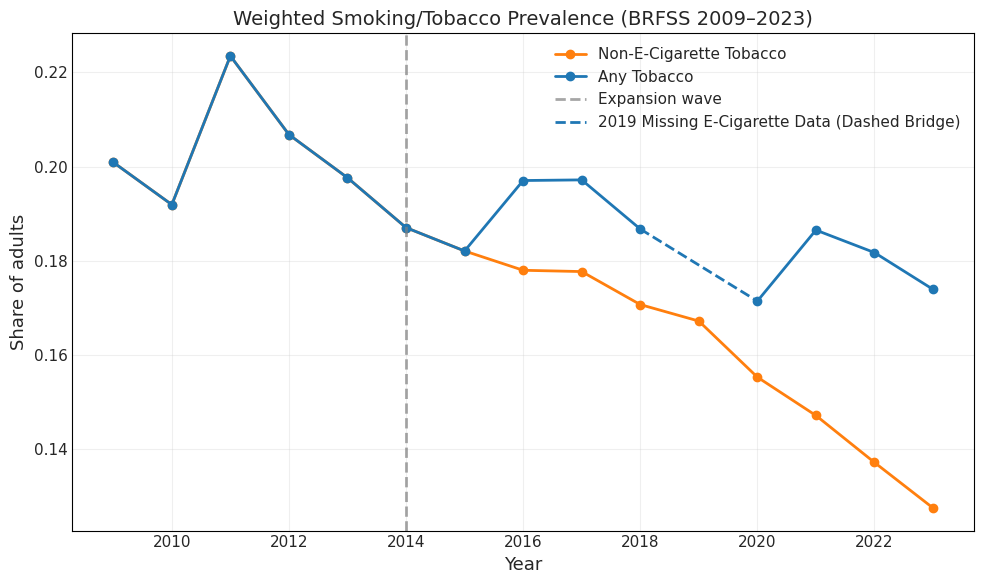 Weighted Smoking/Tobacco Prevalence (BRFSS 2009–2023)
Non-E-Cigarette Tobacco
Any Tobacco
Expansion wave
2019 Missing E-Cigarette Data (Dashed Bridge)
Share of adults
0.22
0.20
0.18
0.16
0.14
2010 2012 2014 2016 2018 2020 2022
Year